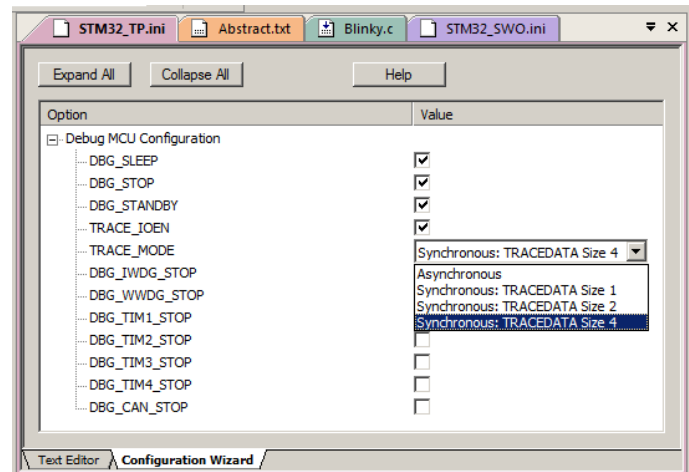 STM32_TP.ini Abstract.txt Blinky.c STM32_SWO.ini
Expand All Collapse All Help
Option Value
Debug MCU Configuration
DBG_SLEEP
DBG_STOP
DBG_STANDBY
TRACE_IOEN
TRACE_MODE Synchronous: TRACEDATA Size 4
DBG_IWDG_STOP Asynchronous
Synchronous: TRACEDATA Size 1
DBG_WWDG_STOP Synchronous: TRACEDATA Size 2
DBG_TIM1_STOP Synchronous: TRACEDATA Size 4
DBG_TIM2_STOP
DBG_TIM3_STOP
DBG_TIM4_STOP
DBG_CAN_STOP
Text Editor Configuration Wizard